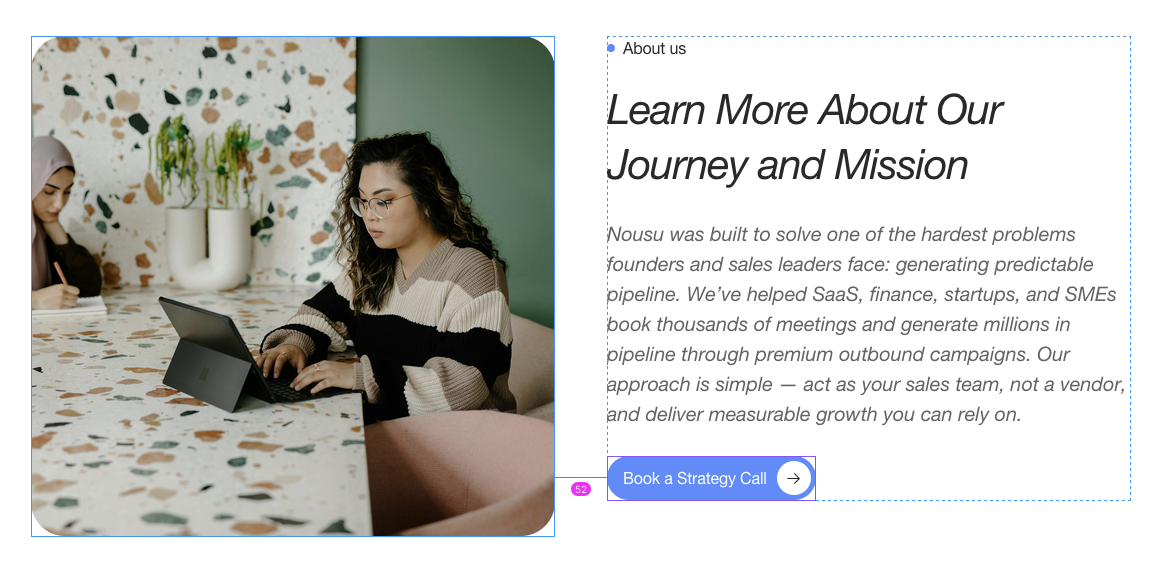 About us
Learn More About Our
Journey and Mission
Nousu was built to solve one of the hardest problems
founders and sales leaders face: generating predictable
pipeline. We’ve helped SaaS, finance, startups, and SMEs
book thousands of meetings and generate millions in
pipeline through premium outbound campaigns. Our
approach is simple — act as your sales team, not a vendor,
and deliver measurable growth you can rely on.
Book a Strategy Call
52